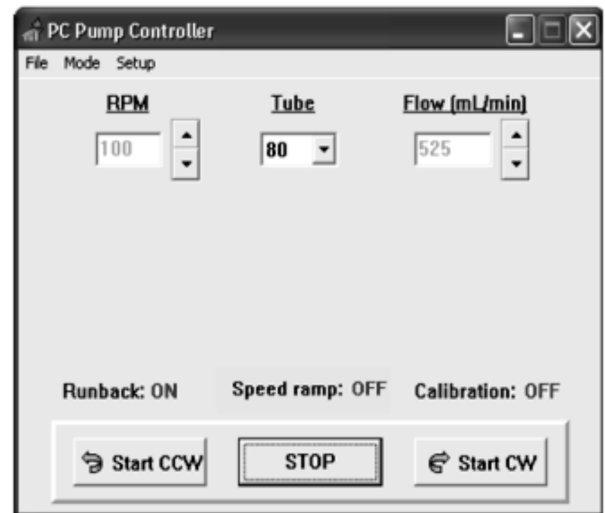 PC Pump Controller
File Mode Setup
RPM Tube Flow (mL/min)
100 80 525
Runback: ON Speed ramp: OFF Calibration: OFF
Start CCW STOP Start CW